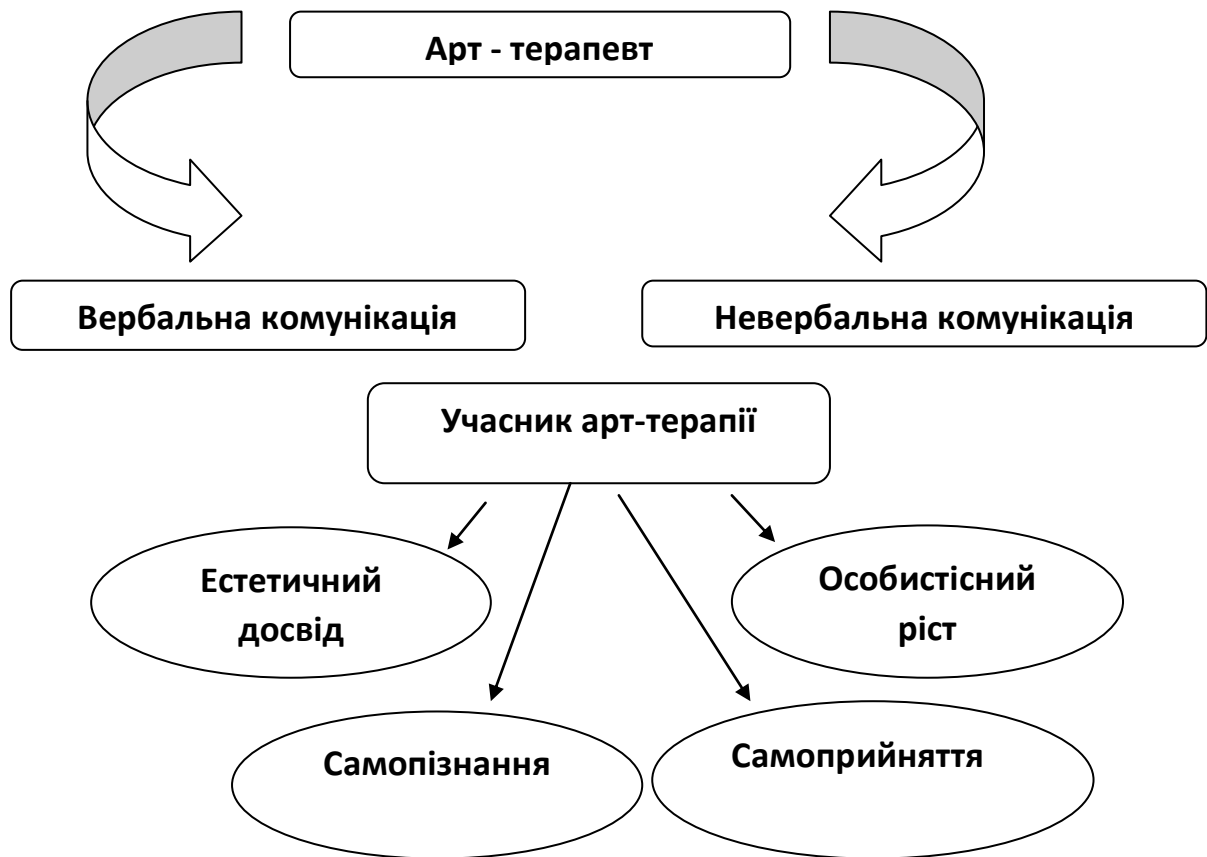 Арт - терапевт
Вербальна комунікація
Невербальна комунікація
Учасник арт-терапії
Естетичний
досвід
Особистісний
ріст
Самопізнання
Самоприйняття